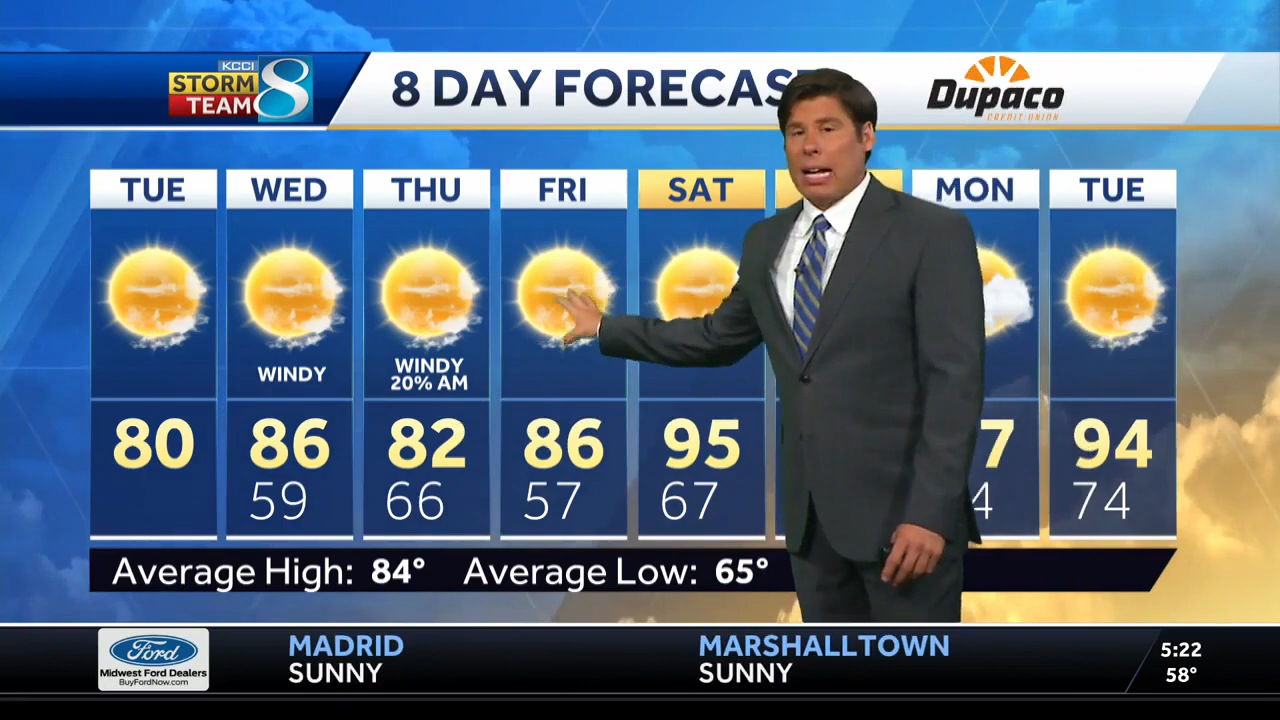 KCCI
STORM
TEAM
8
8 DAY FORECAS
Dupaco
CREDIT UNION
TUE WED THU FRI SAT MON TUE
WINDY
WINDY
20% AM
80 86 82 86 95 7 94
59 66 57 67 4 74
Average High: 84° Average Low: 65°
Ford
Midwest Ford Dealers
BuyFordNow.com
MADRID
SUNNY
MARSHALLTOWN
SUNNY
5:22
58°